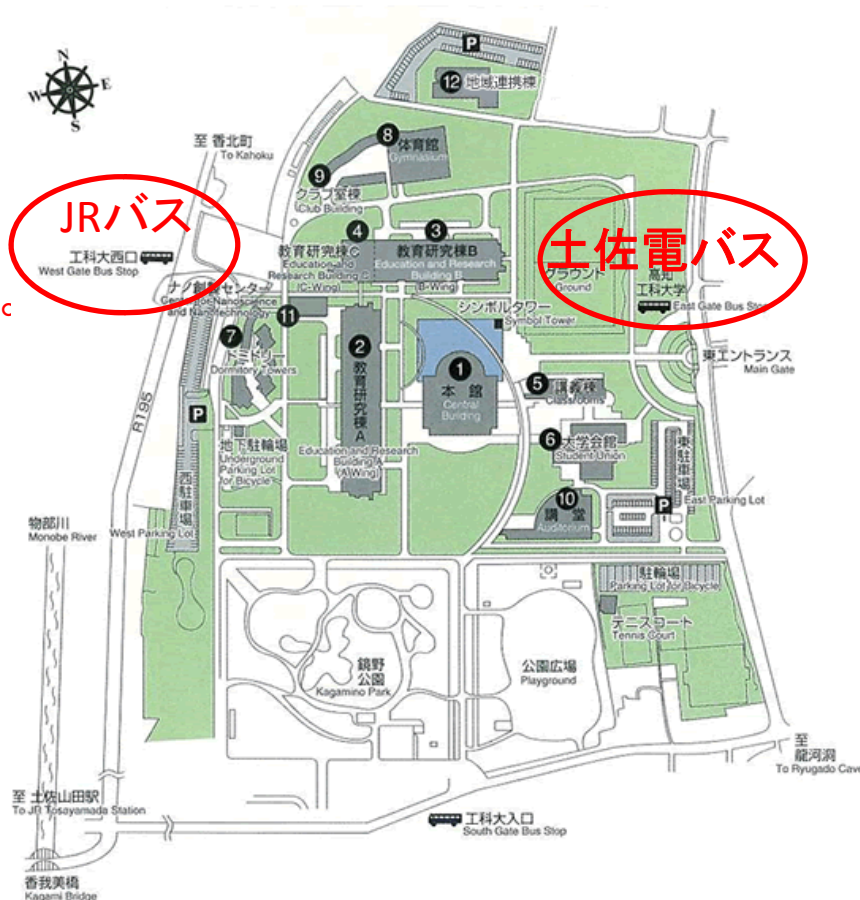 N
W
E
S
P
12 地域連携棟
8 体育館
Gymnasium
至 香北町
To Kahoku
9
クラブ室棟
Club Building
JRバス
工科大西口
West Gate Bus Stop
4
教育研究棟C
Education and
Research Building C
(C-Wing)
3
教育研究棟B
Education and Research
Building B
(B-Wing)
土佐電バス
グラウンド
Ground
高知
工科大学
East Gate Bus Stop
ナノ創製センター
Center for Nanoscience
and Nanotechnology
c
11
シンボルタワー
Symbol Tower
7
ドミトリー
Dormitory Towers
2
教育研究棟A
1
本館
Central
Building
東エントランス
Main Gate
5 講義棟
Classrooms
R195
P
地下駐輪場
Underground
Parking Lot
for Bicycle
Education and Research
Building A
(A Wing)
6 大学会館
Student Union
東駐車場
P
East Parking Lot
西駐車場
West Parking Lot
10
講堂
Auditorium
物部川
Monobe River
駐輪場
Parking Lot for Bicycle
テニスコート
Tennis Court
鏡野
公園
Kagamino Park
公園広場
Playground
至
龍河洞
To Ryugado Cave
至 土佐山田駅
To JR Tosayamada Station
工科大入口
South Gate Bus Stop
香我美橋
Kagami Bridge